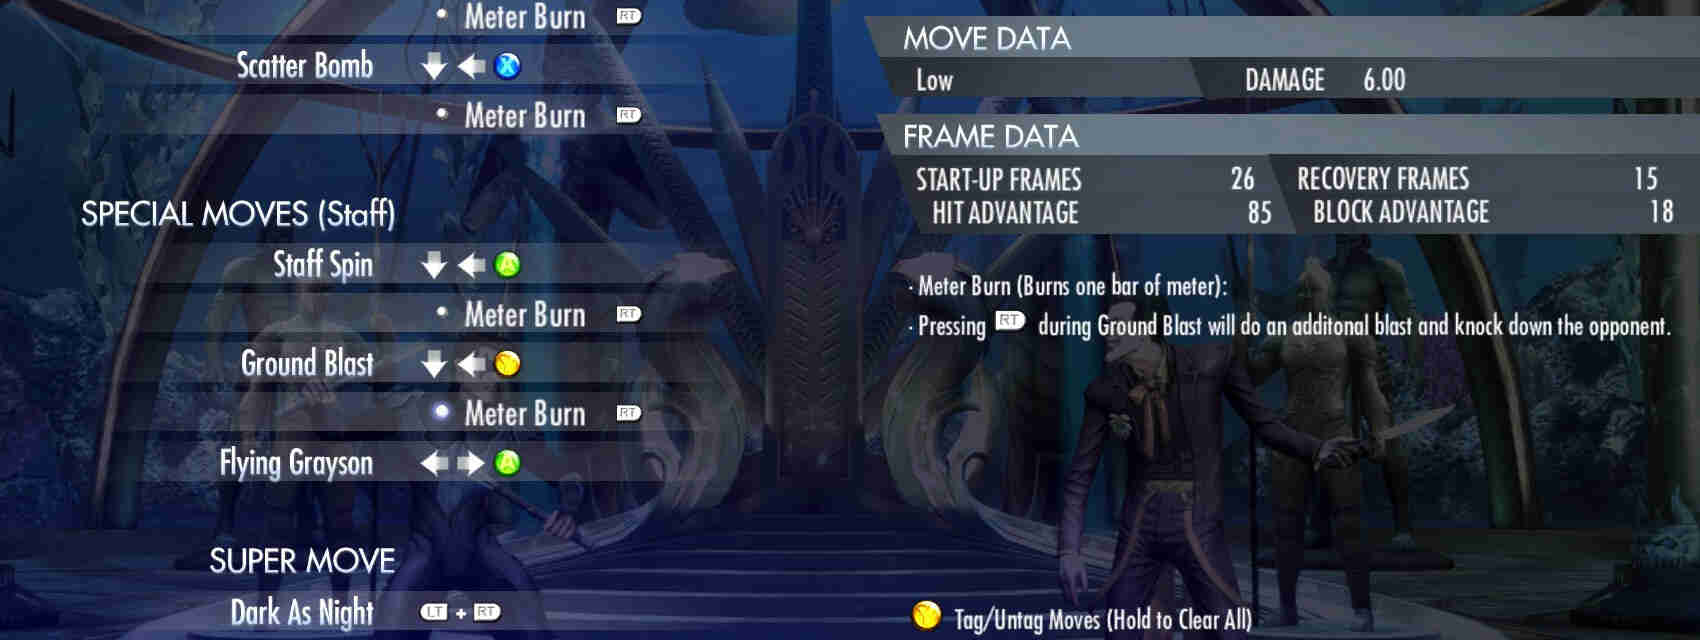 Meter Burn RT
Scatter Bomb X
Meter Burn RT
SPECIAL MOVES (Staff)
Staff Spin A
Meter Burn RT
Ground Blast Y
Meter Burn RT
Flying Grayson A
SUPER MOVE
Dark As Night LT + RT
MOVE DATA
Low DAMAGE 6.00
FRAME DATA
START-UP FRAMES 26 RECOVERY FRAMES 15
HIT ADVANTAGE 85 BLOCK ADVANTAGE 18
· Meter Burn (Burns one bar of meter):
· Pressing RT during Ground Blast will do an additonal blast and knock down the opponent.
Y Tag/Untag Moves (Hold to Clear All)